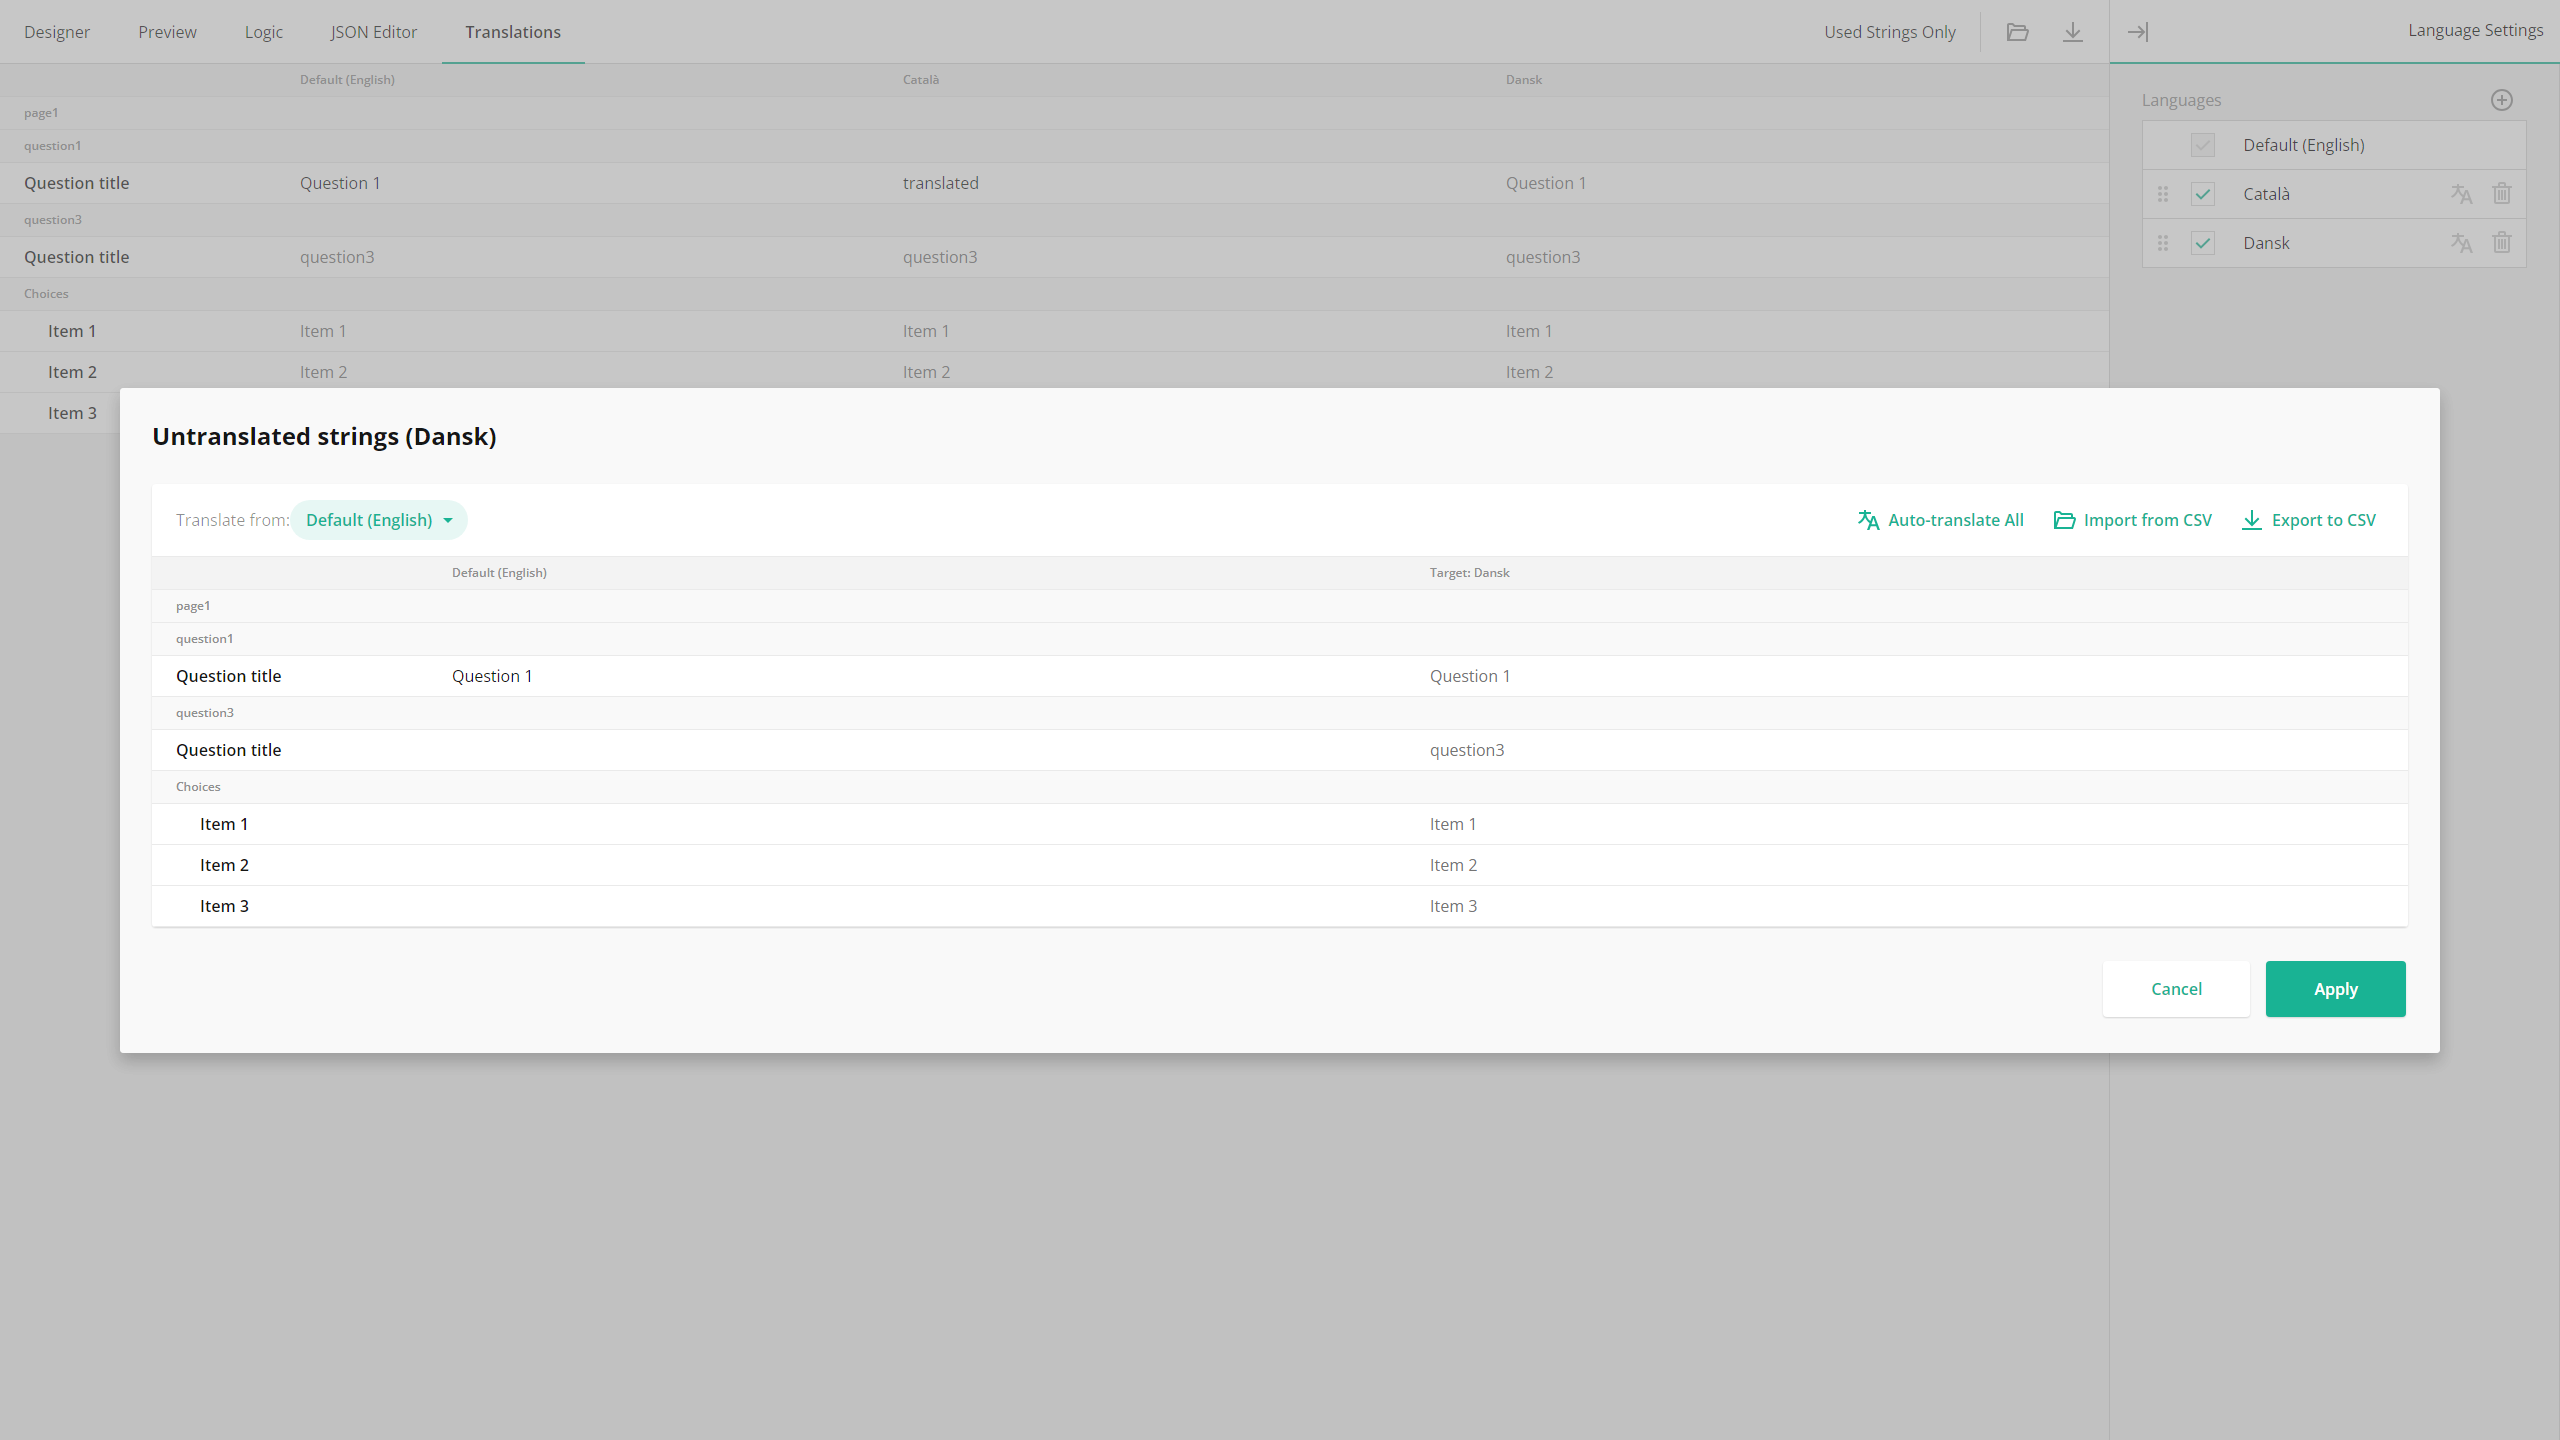 Designer Preview Logic JSON Editor Translations Used Strings Only Language Settings
Default (English) Català Dansk
page1
question1
Question title Question 1 translated Question 1
question3
Question title question3 question3 question3
Choices
Item 1 Item 1 Item 1 Item 1
Item 2 Item 2 Item 2 Item 2
Item 3
Languages
Default (English)
Català
Dansk
Untranslated strings (Dansk)
Translate from: Default (English) Auto-translate All Import from CSV Export to CSV
Default (English) Target: Dansk
page1
question1
Question title Question 1 Question 1
question3
Question title question3
Choices
Item 1 Item 1
Item 2 Item 2
Item 3 Item 3
Cancel Apply